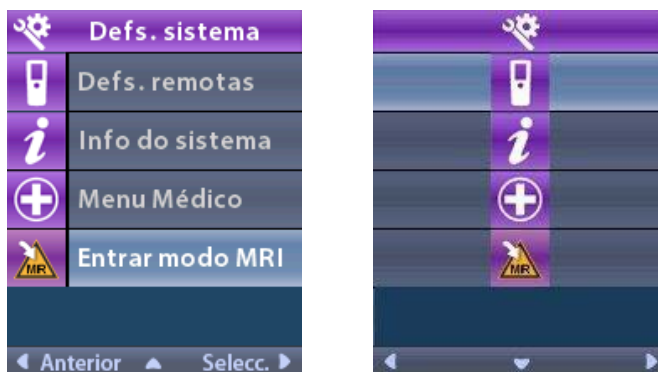 Defs. sistema
Defs. remotas
Info do sistema
Menu Médico
MR Entrar modo MRI
Anterior Selecc.
MR